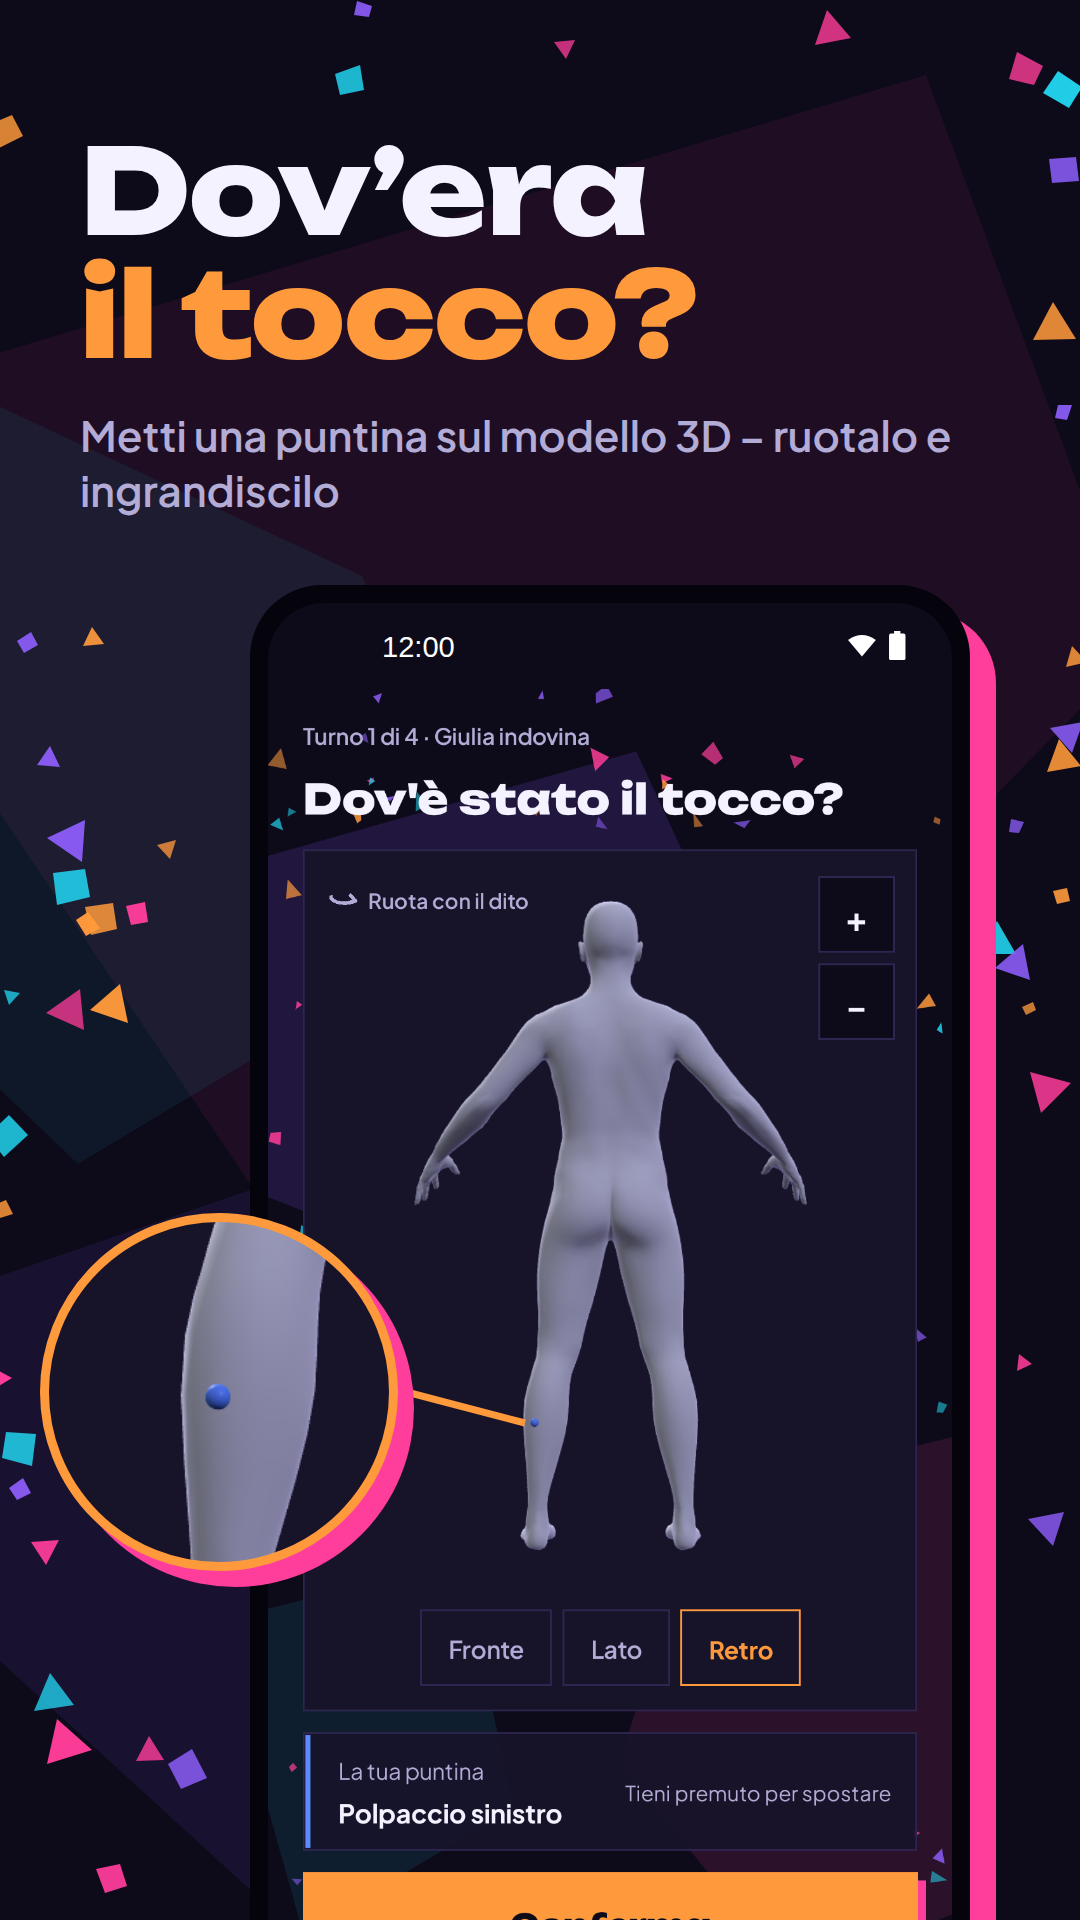 Dov’era
il tocco?
Metti una puntina sul modello 3D – ruotalo e
ingrandiscilo
12:00
Turno 1 di 4 · Giulia indovina
Dov'è stato il tocco?
Ruota con il dito
+
−
Fronte
Lato
Retro
La tua puntina
Polpaccio sinistro
Tieni premuto per spostare